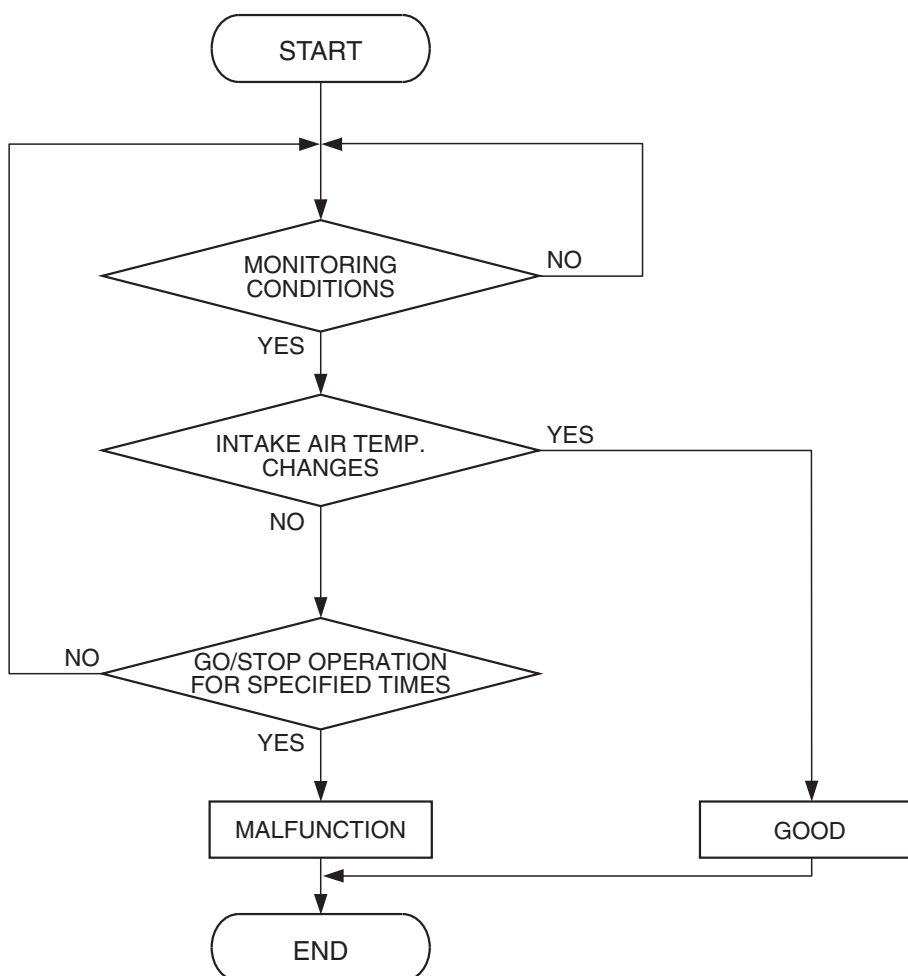 START
MONITORING
CONDITIONS
NO
YES
INTAKE AIR TEMP.
CHANGES
YES
NO
GO/STOP OPERATION
FOR SPECIFIED TIMES
NO
YES
MALFUNCTION
GOOD
END